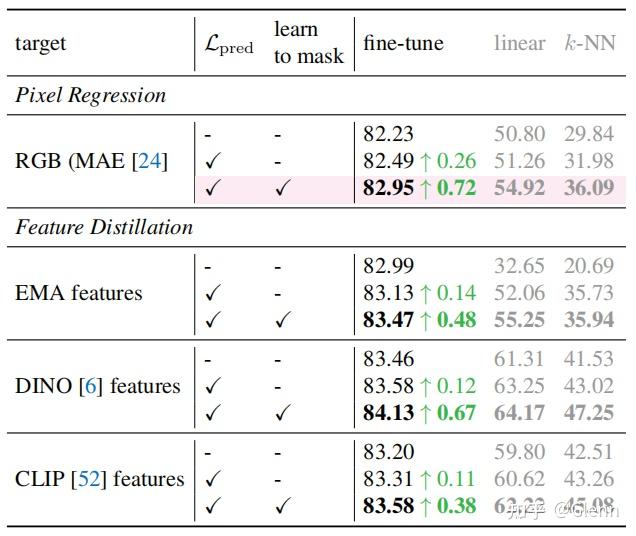 target L_pred learn to mask fine-tune linear k-NN
Pixel Regression
- - 82.23 50.80 29.84
RGB (MAE [24] ✓ - 82.49 ↑ 0.26 51.26 31.98
✓ ✓ 82.95 ↑ 0.72 54.92 36.09
Feature Distillation
- - 82.99 32.65 20.69
EMA features ✓ - 83.13 ↑ 0.14 52.06 35.73
✓ ✓ 83.47 ↑ 0.48 55.25 35.94
- - 83.46 61.31 41.53
DINO [6] features ✓ - 83.58 ↑ 0.12 63.25 43.02
✓ ✓ 84.13 ↑ 0.67 64.17 47.25
- - 83.20 59.80 42.51
CLIP [52] features ✓ - 83.31 ↑ 0.11 60.62 43.26
✓ ✓ 83.58 ↑ 0.38
知乎 @Glenn